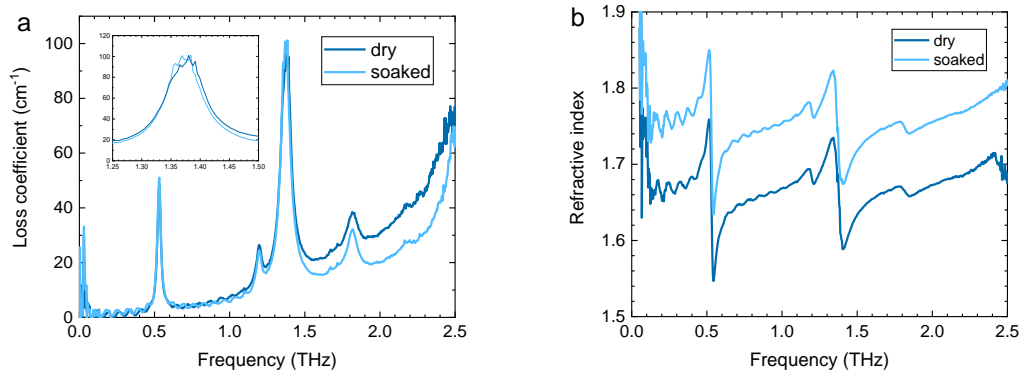 a
Loss coefficient (cm-1)
100
80
60
40
20
0
0.0 0.5 1.0 1.5 2.0 2.5
Frequency (THz)
dry
soaked
120
100
80
60
40
20
0
1.25 1.30 1.35 1.40 1.45 1.50
b
Refractive index
1.9
1.8
1.7
1.6
1.5
0.0 0.5 1.0 1.5 2.0 2.5
Frequency (THz)
dry
soaked